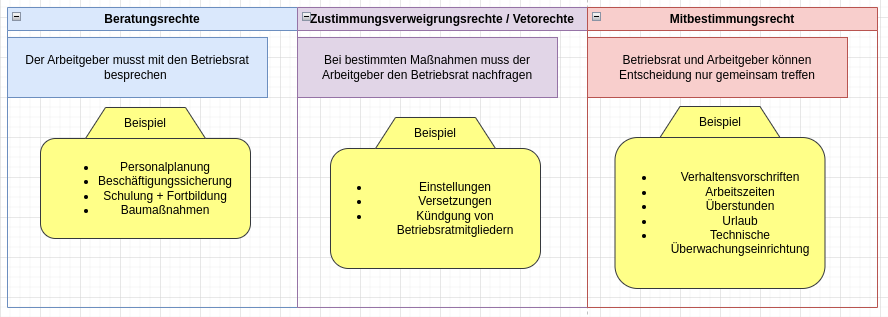 Beratungsrechte
Der Arbeitgeber musst mit den Betriebsrat
besprechen
Beispiel
• Personalplanung
• Beschäftigungssicherung
• Schulung + Fortbildung
• Baumaßnahmen
Zustimmungsverweigrungsrechte / Vetorechte
Bei bestimmten Maßnahmen muss der
Arbeitgeber den Betriebsrat nachfragen
Beispiel
• Einstellungen
• Versetzungen
• Kündgung von
Betriebsratmitgliedern
Mitbestimmungsrecht
Betriebsrat und Arbeitgeber können
Entscheidung nur gemeinsam treffen
Beispiel
• Verhaltensvorschriften
• Arbeitszeiten
• Überstunden
• Urlaub
• Technische
Überwachungseinrichtung